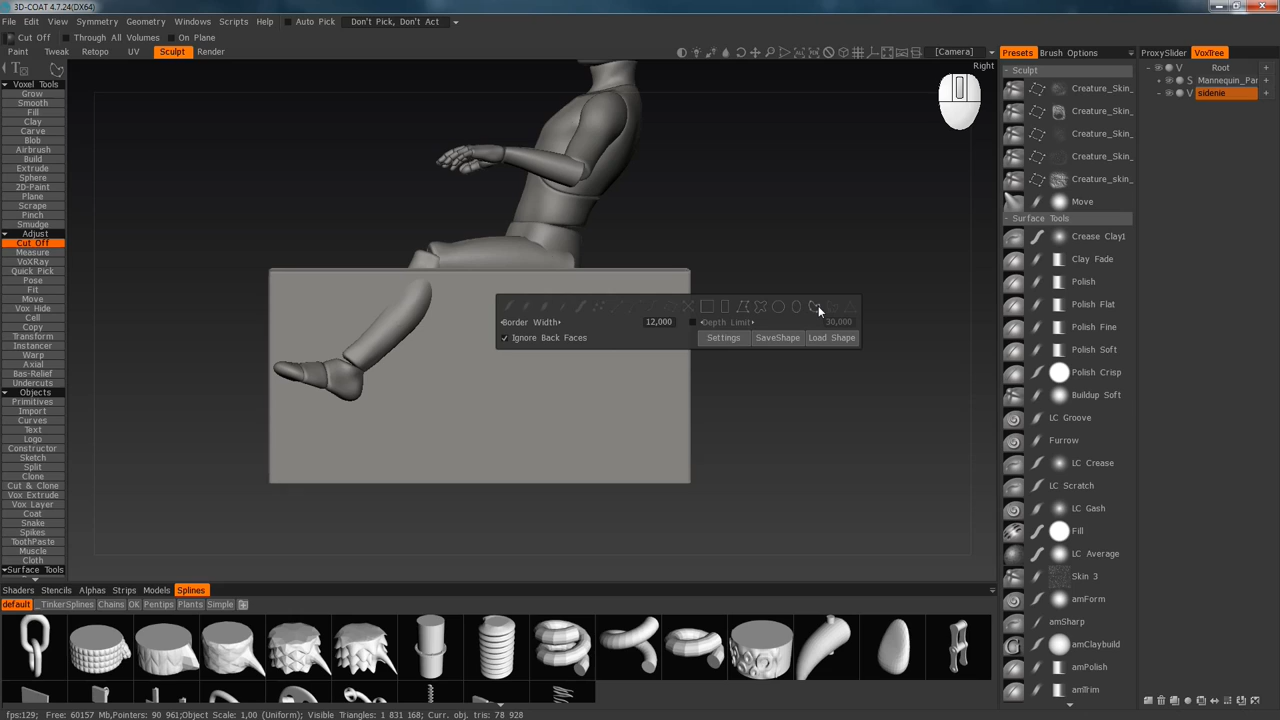 3D-COAT 4.7.24(DX64)
File Edit View Symmetry Geometry Windows Scripts Help Auto Pick Don't Pick, Don't Act
Cut Off Through All Volumes On Plane
Paint Tweak Retopo UV Sculpt Render [Camera]
Right
Voxel Tools
Grow
Smooth
Fill
Clay
Carve
Blob
Airbrush
Build
Extrude
Sphere
2D-Paint
Plane
Scrape
Pinch
Smudge
Adjust
Cut Off
Measure
VoXRay
Quick Pick
Pose
Fit
Move
Vox Hide
Cell
Copy
Transform
Instancer
Warp
Axial
Bas-Relief
Undercuts
Objects
Primitives
Import
Curves
Text
Logo
Constructor
Sketch
Split
Clone
Cut & Clone
Vox Extrude
Vox Layer
Coat
Snake
Spikes
ToothPaste
Muscle
Cloth
Surface Tools
Border Width 12,000 Depth Limit 30,000
Ignore Back Faces Settings SaveShape Load Shape
Presets Brush Options
Sculpt
Creature_Skin_
Creature_Skin_
Creature_Skin_
Creature_Skin_
Creature_skin_
Move
Surface Tools
Crease Clay1
Clay Fade
Polish
Polish Flat
Polish Fine
Polish Soft
Polish Crisp
Buildup Soft
LC Groove
Furrow
LC Crease
LC Scratch
LC Gash
Fill
LC Average
Skin 3
amForm
amSharp
amClaybuild
amPolish
amTrim
ProxySlider VoxTree
V Root +
S Mannequin_Par +
V sidenie +
Shaders Stencils Alphas Strips Models Splines
default _TinkerSplines Chains OK Pentips Plants Simple
fps:129; Free: 60157 Mb,Pointers: 90 961;Object Scale: 1,00 (Uniform); Visible Triangles: 1 831 168; Curr. obj. tris: 78 928